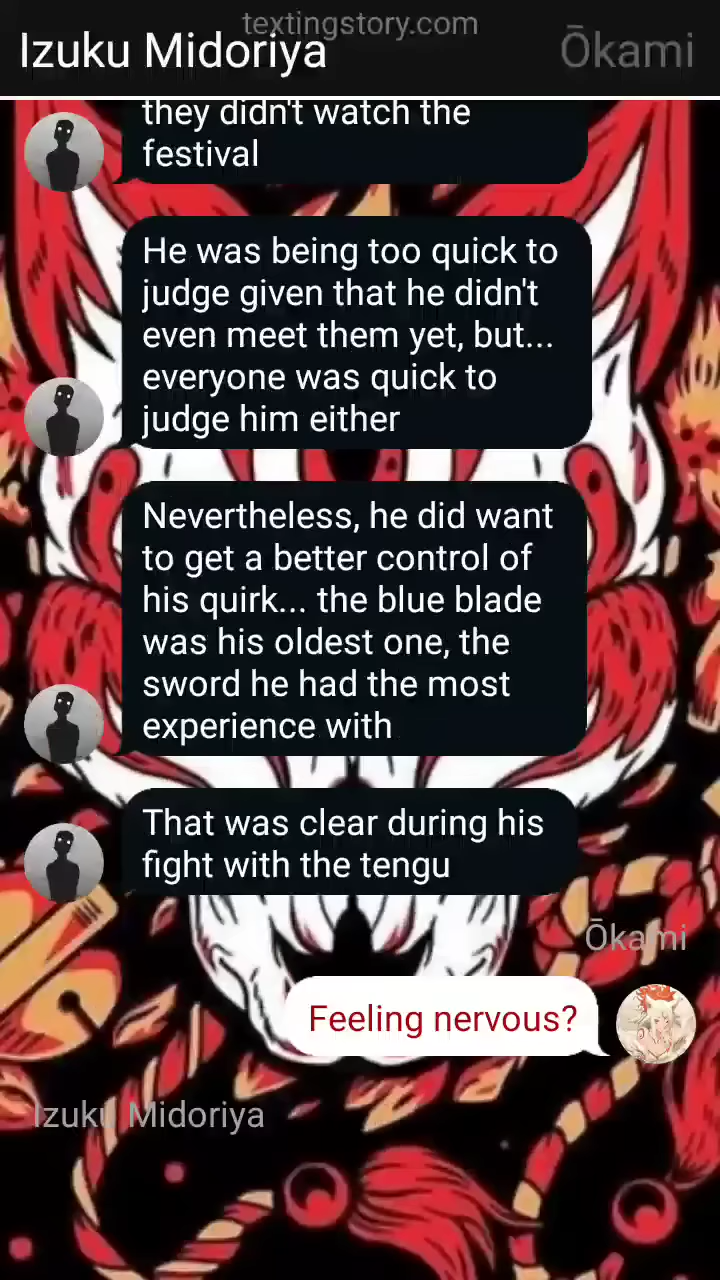 textingstory.com
Izuku Midoriya
Ōkami
they didn't watch the
festival
He was being too quick to
judge given that he didn't
even meet them yet, but...
everyone was quick to
judge him either
Nevertheless, he did want
to get a better control of
his quirk... the blue blade
was his oldest one, the
sword he had the most
experience with
That was clear during his
fight with the tengu
Ōkami
Feeling nervous?
Izuku Midoriya